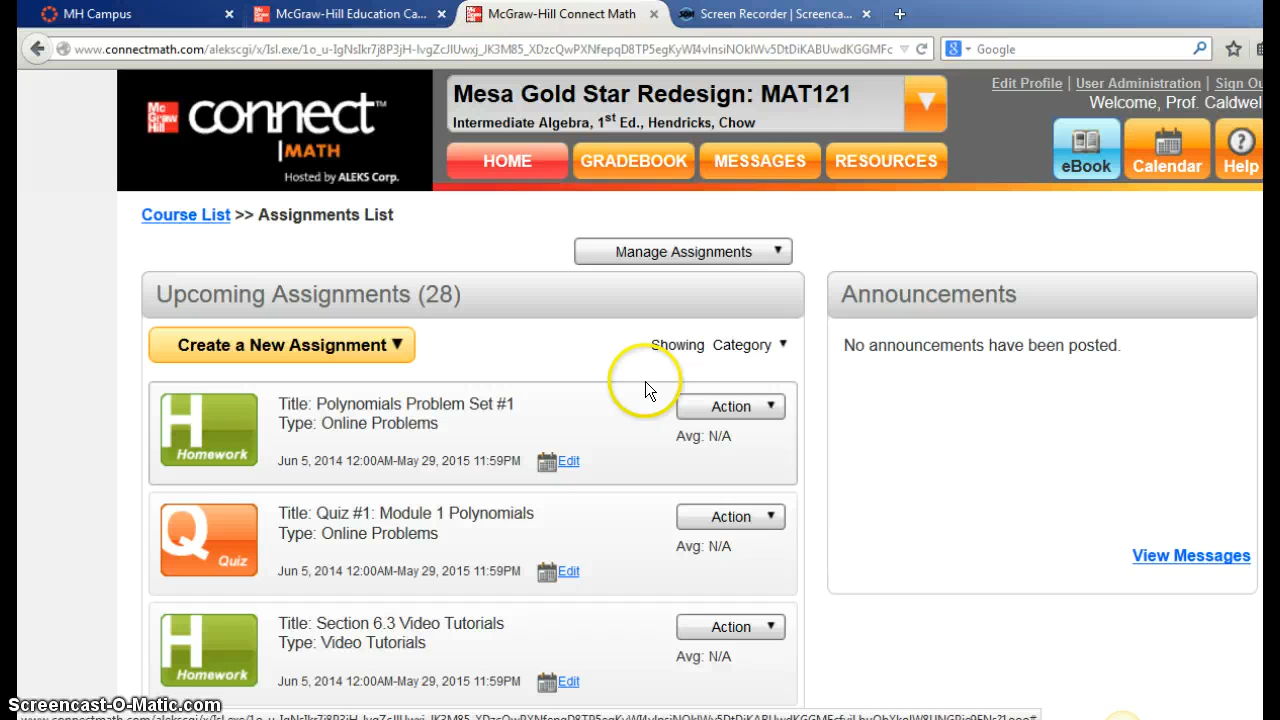 MH Campus
McGraw-Hill Education Ca...
McGraw-Hill Connect Math
Screen Recorder | Screenca...
Google
Mc Graw Hill connect™
|MATH
Hosted by ALEKS Corp.
Mesa Gold Star Redesign: MAT121
Intermediate Algebra, 1st Ed., Hendricks, Chow
Edit Profile | User Administration | Sign Ou
Welcome, Prof. Caldwel
HOME GRADEBOOK MESSAGES RESOURCES
eBook Calendar Help
Course List >> Assignments List
Manage Assignments
Upcoming Assignments (28)
Create a New Assignment
Showing Category
Title: Polynomials Problem Set #1
Type: Online Problems
Action
Avg: N/A
Homework
Jun 5, 2014 12:00AM-May 29, 2015 11:59PM Edit
Title: Quiz #1: Module 1 Polynomials
Type: Online Problems
Action
Avg: N/A
Q Quiz
Jun 5, 2014 12:00AM-May 29, 2015 11:59PM Edit
Title: Section 6.3 Video Tutorials
Type: Video Tutorials
Action
Avg: N/A
Homework
Jun 5, 2014 12:00AM-May 29, 2015 11:59PM Edit
Announcements
No announcements have been posted.
View Messages
Screencast-O-Matic.com